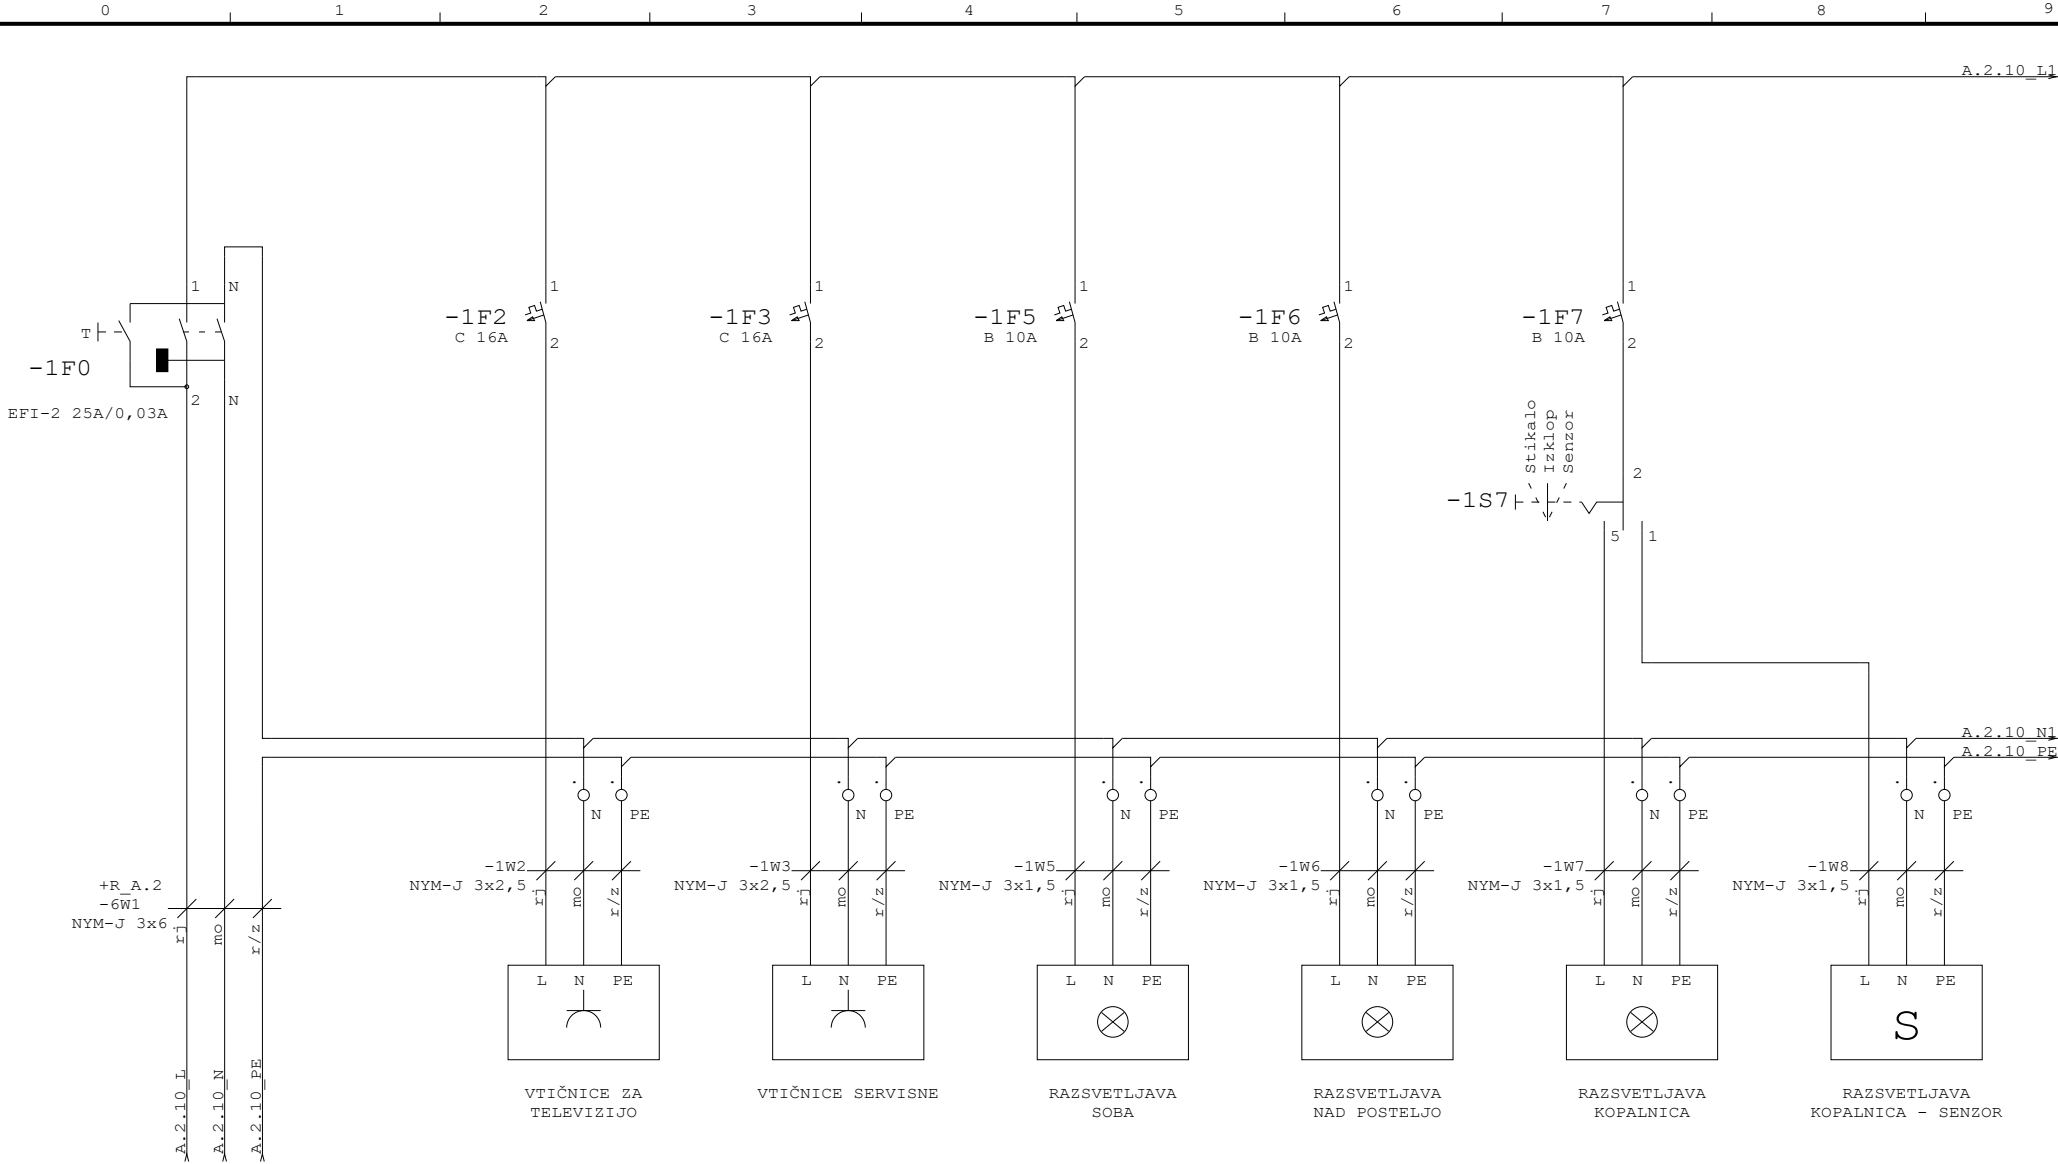 0 1 2 3 4 5 6 7 8 9
A.2.10_L1
1 N 1 1 1 1 1
T
-1F0
2 N
EFI-2 25A/0,03A
-1F2
C 16A
2
-1F3
C 16A
2
-1F5
B 10A
2
-1F6
B 10A
2
-1F7
B 10A
2
Stikalo
Izklop
Senzor
2
-1S7
5 1
A.2.10_N1
A.2.10_PE
N PE N PE N PE N PE N PE N PE
+R_A.2
-6W1
NYM-J 3x6
rj mo r/z
-1W2
NYM-J 3x2,5
rj mo r/z
-1W3
NYM-J 3x2,5
rj mo r/z
-1W5
NYM-J 3x1,5
rj mo r/z
-1W6
NYM-J 3x1,5
rj mo r/z
-1W7
NYM-J 3x1,5
rj mo r/z
-1W8
NYM-J 3x1,5
rj mo r/z
A.2.10_L
A.2.10_N
A.2.10_PE
L N PE
VTIČNICE ZA
TELEVIZIJO
L N PE
VTIČNICE SERVISNE
L N PE
RAZSVETLJAVA
SOBA
L N PE
RAZSVETLJAVA
NAD POSTELJO
L N PE
RAZSVETLJAVA
KOPALNICA
L N PE
S
RAZSVETLJAVA
KOPALNICA - SENZOR